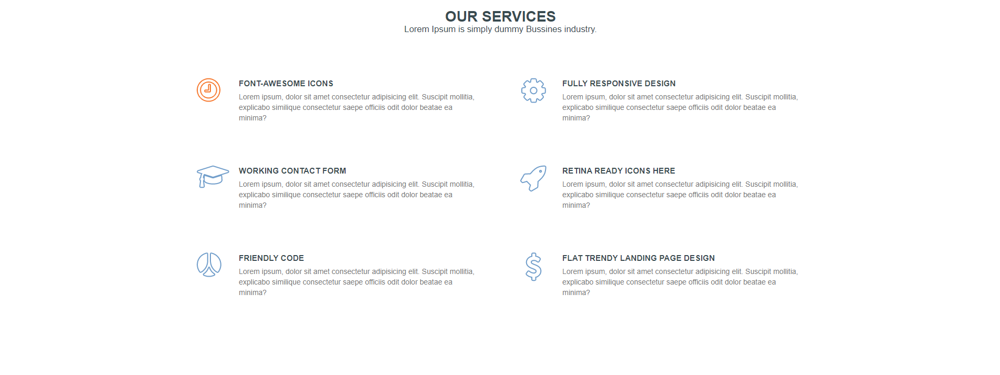 OUR SERVICES
Lorem Ipsum is simply dummy Bussines industry.
FONT-AWESOME ICONS
Lorem ipsum, dolor sit amet consectetur adipisicing elit. Suscipit mollitia,
explicabo similique consectetur saepe officiis odit dolor beatae ea
minima?
FULLY RESPONSIVE DESIGN
Lorem ipsum, dolor sit amet consectetur adipisicing elit. Suscipit mollitia,
explicabo similique consectetur saepe officiis odit dolor beatae ea
minima?
WORKING CONTACT FORM
Lorem ipsum, dolor sit amet consectetur adipisicing elit. Suscipit mollitia,
explicabo similique consectetur saepe officiis odit dolor beatae ea
minima?
RETINA READY ICONS HERE
Lorem ipsum, dolor sit amet consectetur adipisicing elit. Suscipit mollitia,
explicabo similique consectetur saepe officiis odit dolor beatae ea
minima?
FRIENDLY CODE
Lorem ipsum, dolor sit amet consectetur adipisicing elit. Suscipit mollitia,
explicabo similique consectetur saepe officiis odit dolor beatae ea
minima?
FLAT TRENDY LANDING PAGE DESIGN
Lorem ipsum, dolor sit amet consectetur adipisicing elit. Suscipit mollitia,
explicabo similique consectetur saepe officiis odit dolor beatae ea
minima?